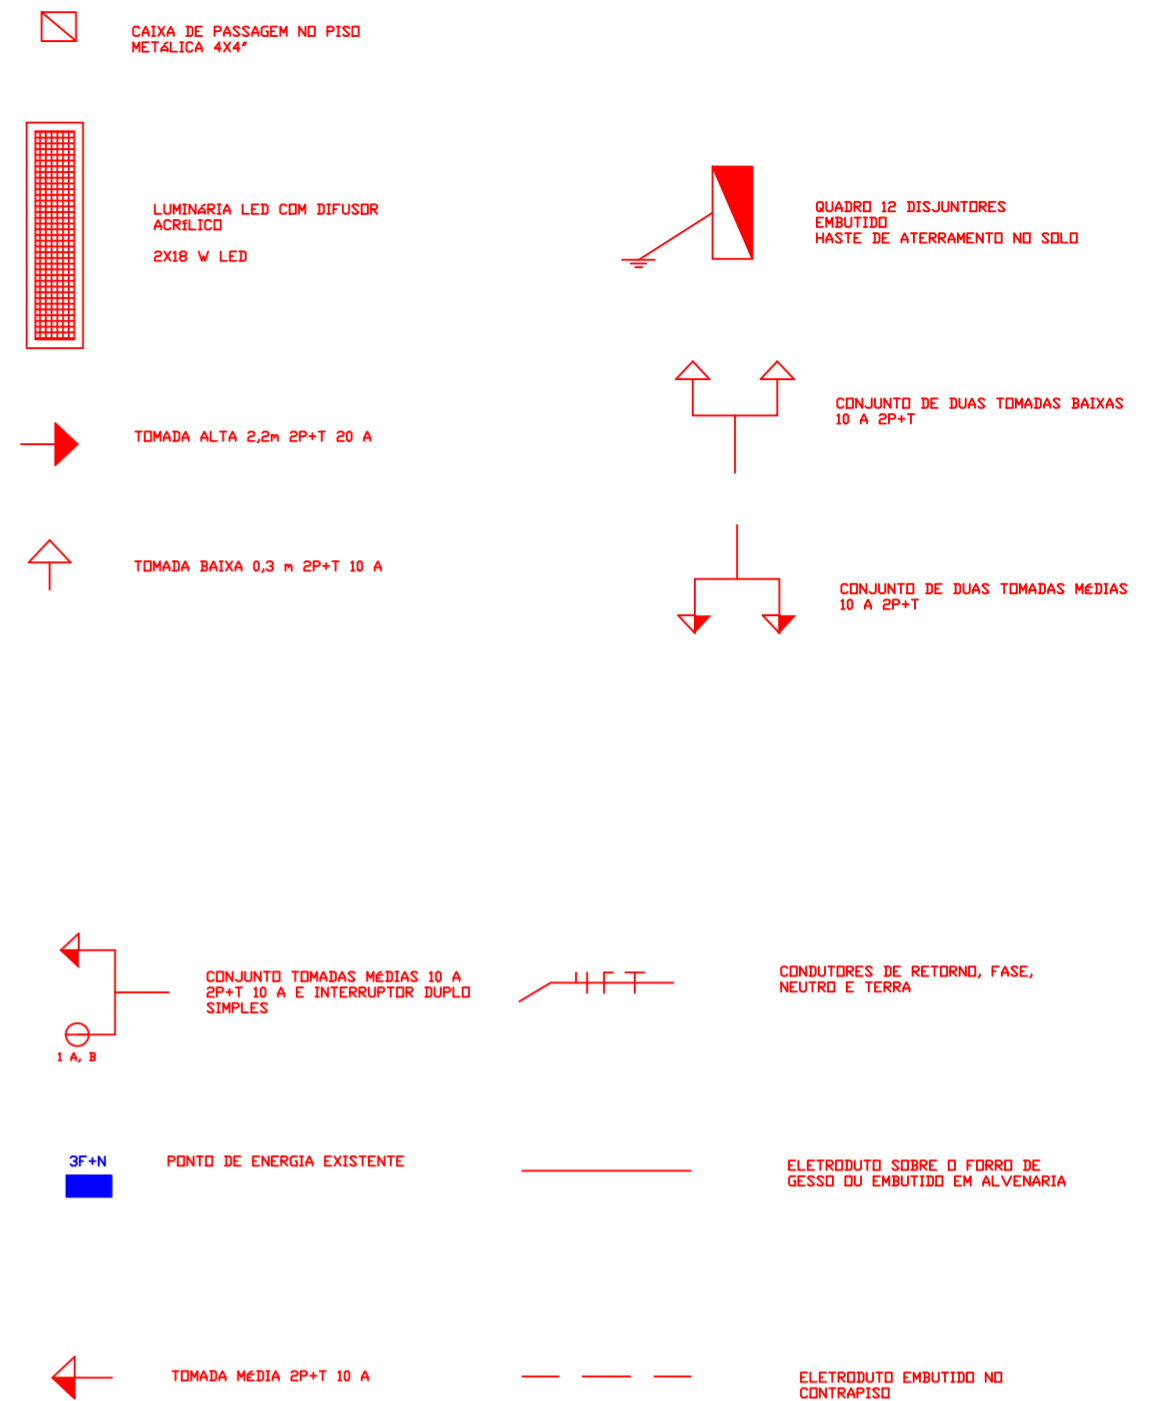 CAIXA DE PASSAGEM NO PISO
METÁLICA 4X4"
LUMINÁRIA LED COM DIFUSOR
ACRÍLICO
2X18 W LED
QUADRO 12 DISJUNTORES
EMBUTIDO
HASTE DE ATERRAMENTO NO SOLO
TOMADA ALTA 2,2m 2P+T 20 A
CONJUNTO DE DUAS TOMADAS BAIXAS
10 A 2P+T
TOMADA BAIXA 0,3 m 2P+T 10 A
CONJUNTO DE DUAS TOMADAS MÉDIAS
10 A 2P+T
CONJUNTO TOMADAS MÉDIAS 10 A
2P+T 10 A E INTERRUPTOR DUPLO
SIMPLES
1 A, B
CONDUTORES DE RETORNO, FASE,
NEUTRO E TERRA
3F+N
PONTO DE ENERGIA EXISTENTE
ELETRODUTO SOBRE O FORRO DE
GESSO OU EMBUTIDO EM ALVENARIA
TOMADA MÉDIA 2P+T 10 A
ELETRODUTO EMBUTIDO NO
CONTRAPISO